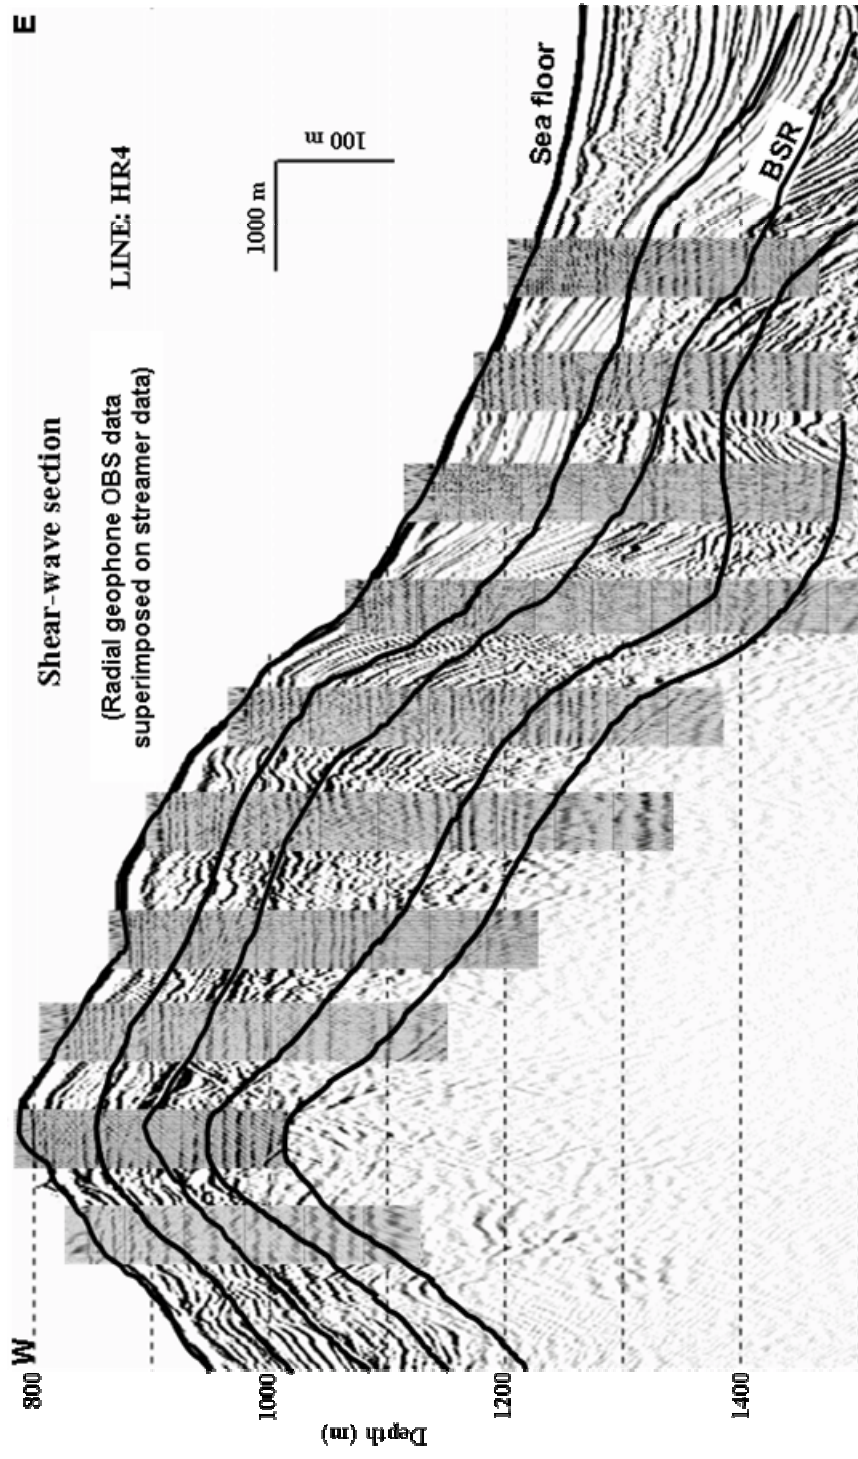 W
E
Shear-wave section
LINE: HR4
(Radial geophone OBS data
superimposed on streamer data)
1000 m
100 m
Sea floor
BSR
800
1000
1200
1400
Depth (m)